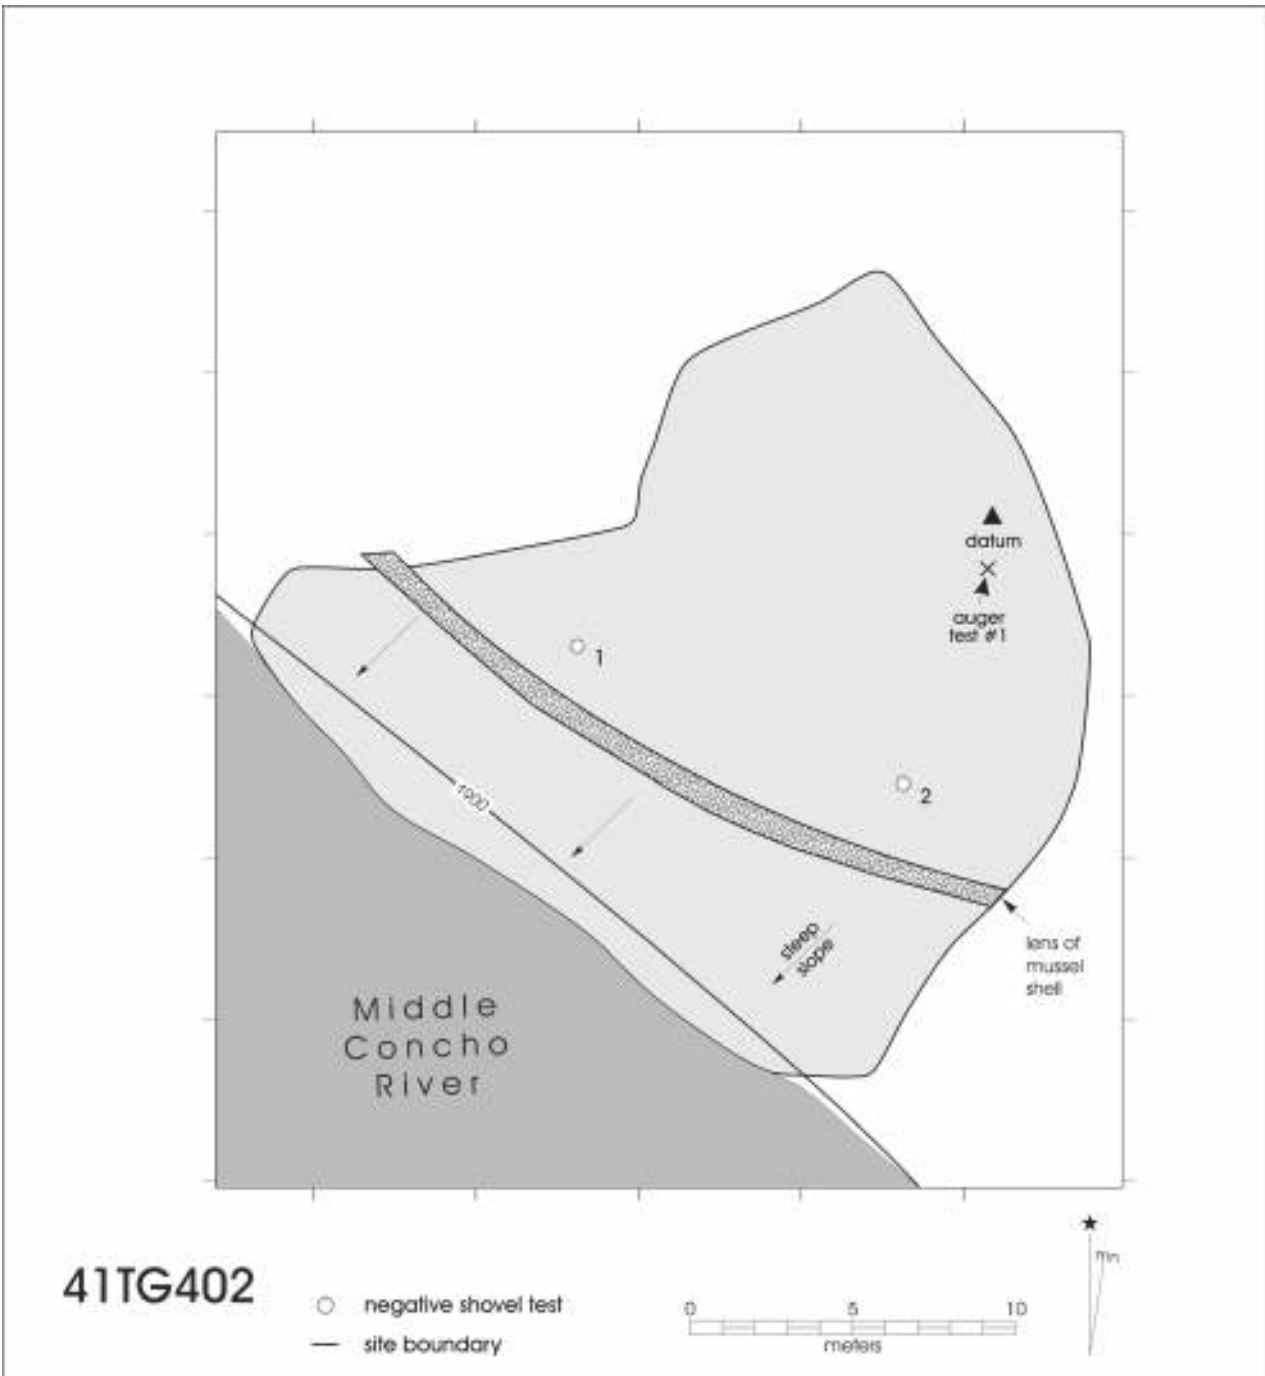 datum
auger
test #1
1
1900
2
steep
slope
lens of
mussel
shell
Middle
Concho
River
mn
41TG402
negative shovel test
site boundary
0 5 10
meters